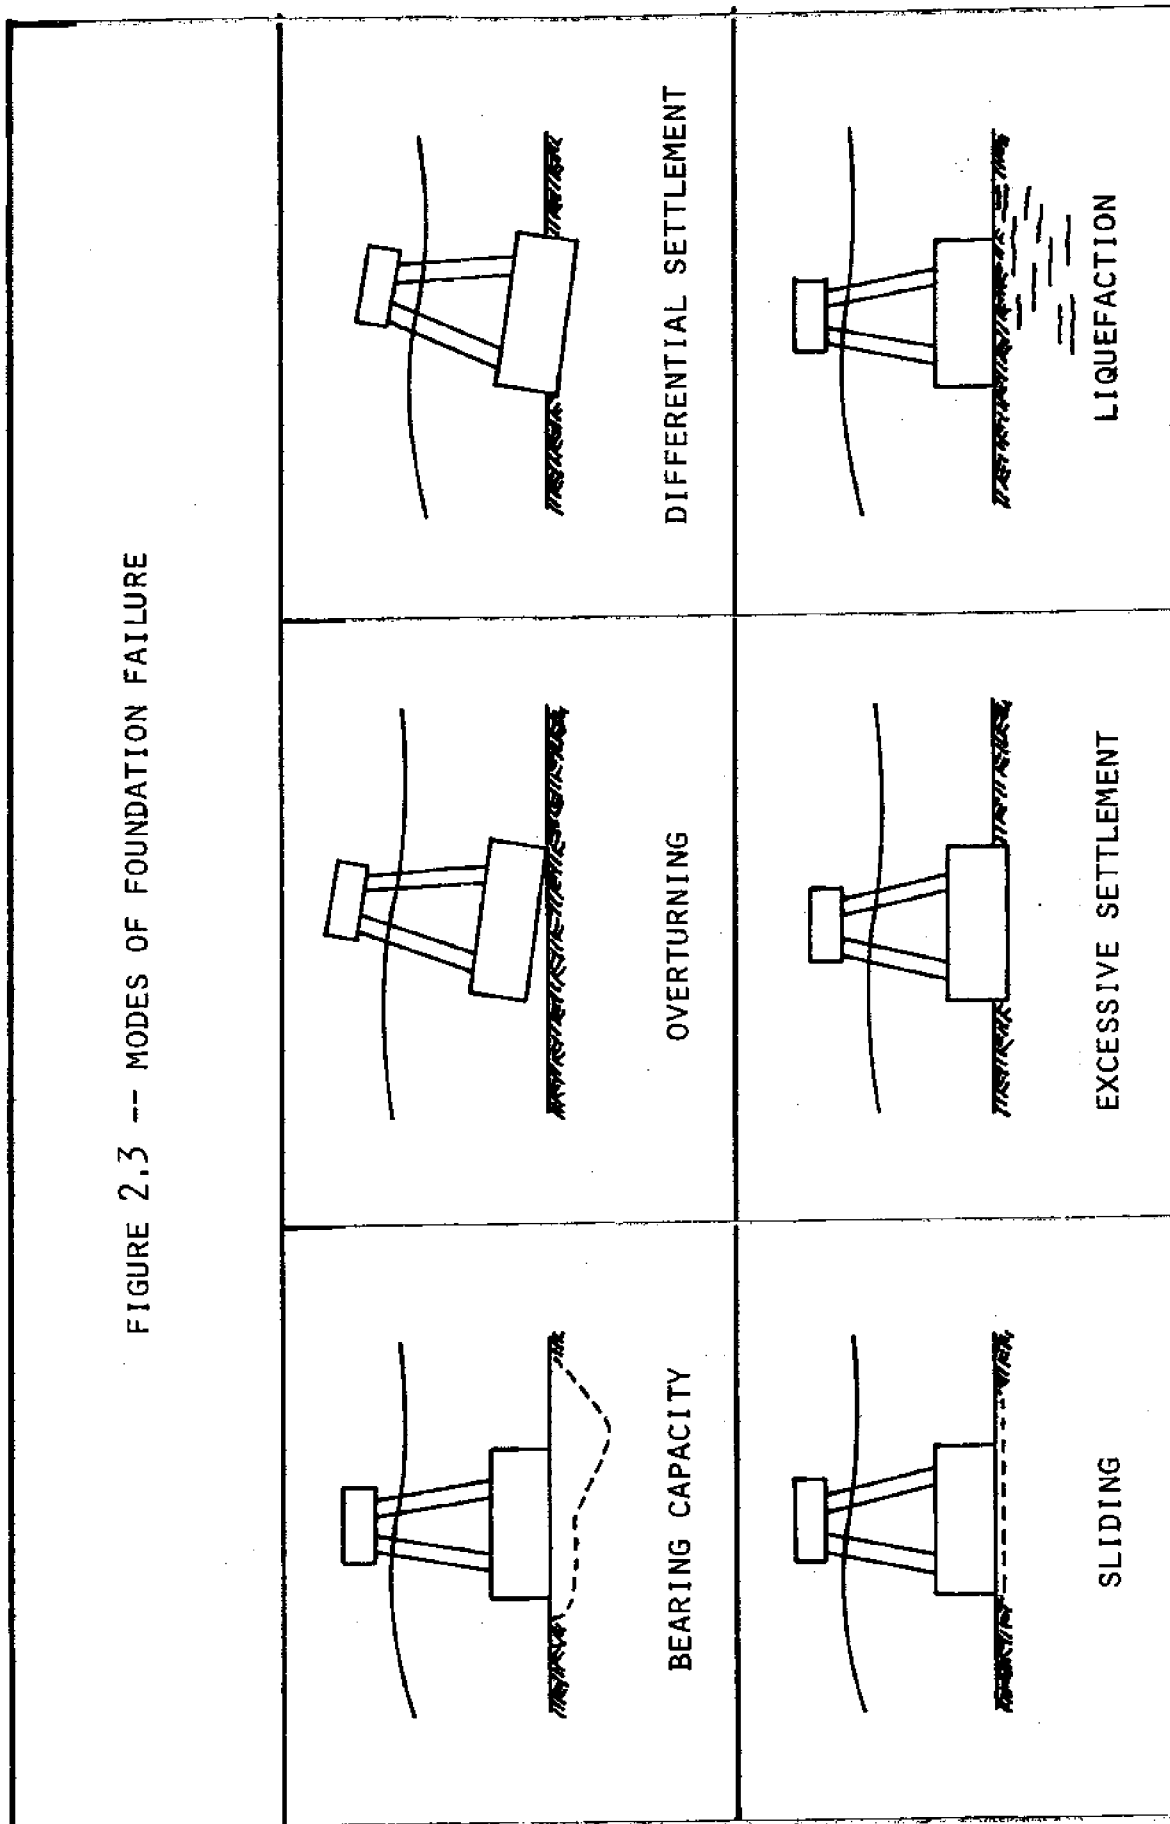 FIGURE 2.3 -- MODES OF FOUNDATION FAILURE
BEARING CAPACITY
OVERTURNING
DIFFERENTIAL SETTLEMENT
SLIDING
EXCESSIVE SETTLEMENT
LIQUEFACTION